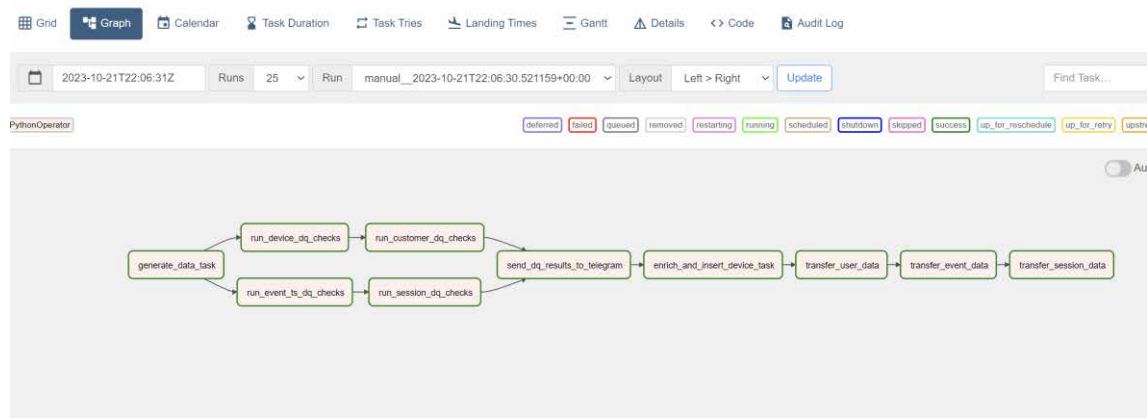 Grid Graph Calendar Task Duration Task Tries Landing Times Gantt Details <> Code Audit Log
2023-10-21T22:06:31Z Runs 25 Run manual__2023-10-21T22:06:30.521159+00:00 Layout Left > Right Update Find Task...
PythonOperator deferred failed queued removed restarting running scheduled shutdown skipped success up_for_reschedule up_for_retry upstre
Au
run_device_dq_checks run_customer_dq_checks
generate_data_task send_dq_results_to_telegram enrich_and_insert_device_task transfer_user_data transfer_event_data transfer_session_data
run_event_ts_dq_checks run_session_dq_checks